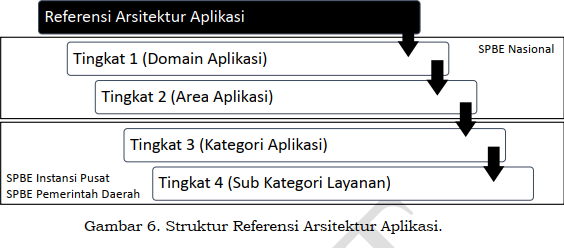 Referensi Arsitektur Aplikasi
SPBE Nasional
Tingkat 1 (Domain Aplikasi)
Tingkat 2 (Area Aplikasi)
Tingkat 3 (Kategori Aplikasi)
SPBE Instansi Pusat
SPBE Pemerintah Daerah
Tingkat 4 (Sub Kategori Layanan)
Gambar 6. Struktur Referensi Arsitektur Aplikasi.